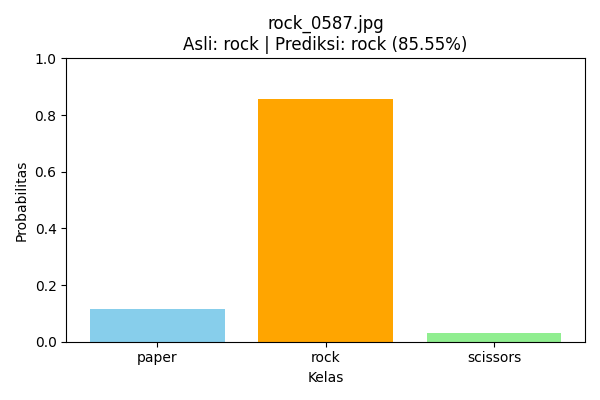 rock_0587.jpg
Asli: rock | Prediksi: rock (85.55%)
1.0
0.8
0.6
0.4
0.2
0.0
Probabilitas
paper rock scissors
Kelas